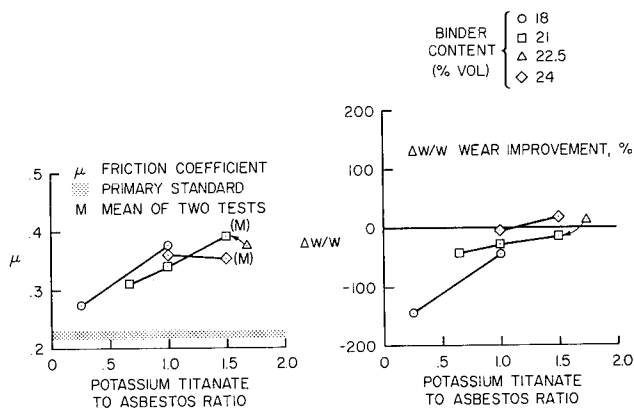 BINDER
CONTENT
(% VOL)
18
21
22.5
24
.5
.4
.3
.2
μ
μ FRICTION COEFFICIENT
PRIMARY STANDARD
M MEAN OF TWO TESTS
(M)
(M)
0
.5
1.0
1.5
2.0
POTASSIUM TITANATE
TO ASBESTOS RATIO
200
100
0
-100
-200
ΔW/W
ΔW/W WEAR IMPROVEMENT, %
0
.5
1.0
1.5
2.0
POTASSIUM TITANATE
TO ASBESTOS RATIO